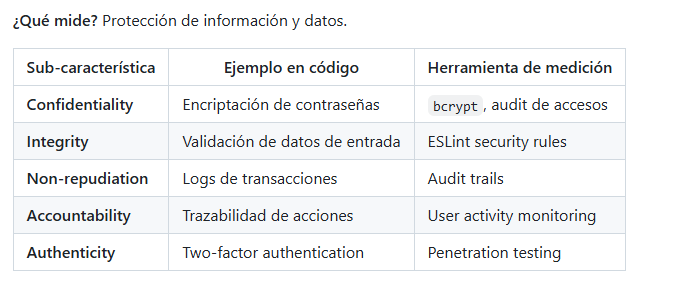 ¿Qué mide? Protección de información y datos.
Sub-característica Ejemplo en código Herramienta de medición
Confidentiality Encriptación de contraseñas bcrypt, audit de accesos
Integrity Validación de datos de entrada ESLint security rules
Non-repudiation Logs de transacciones Audit trails
Accountability Trazabilidad de acciones User activity monitoring
Authenticity Two-factor authentication Penetration testing